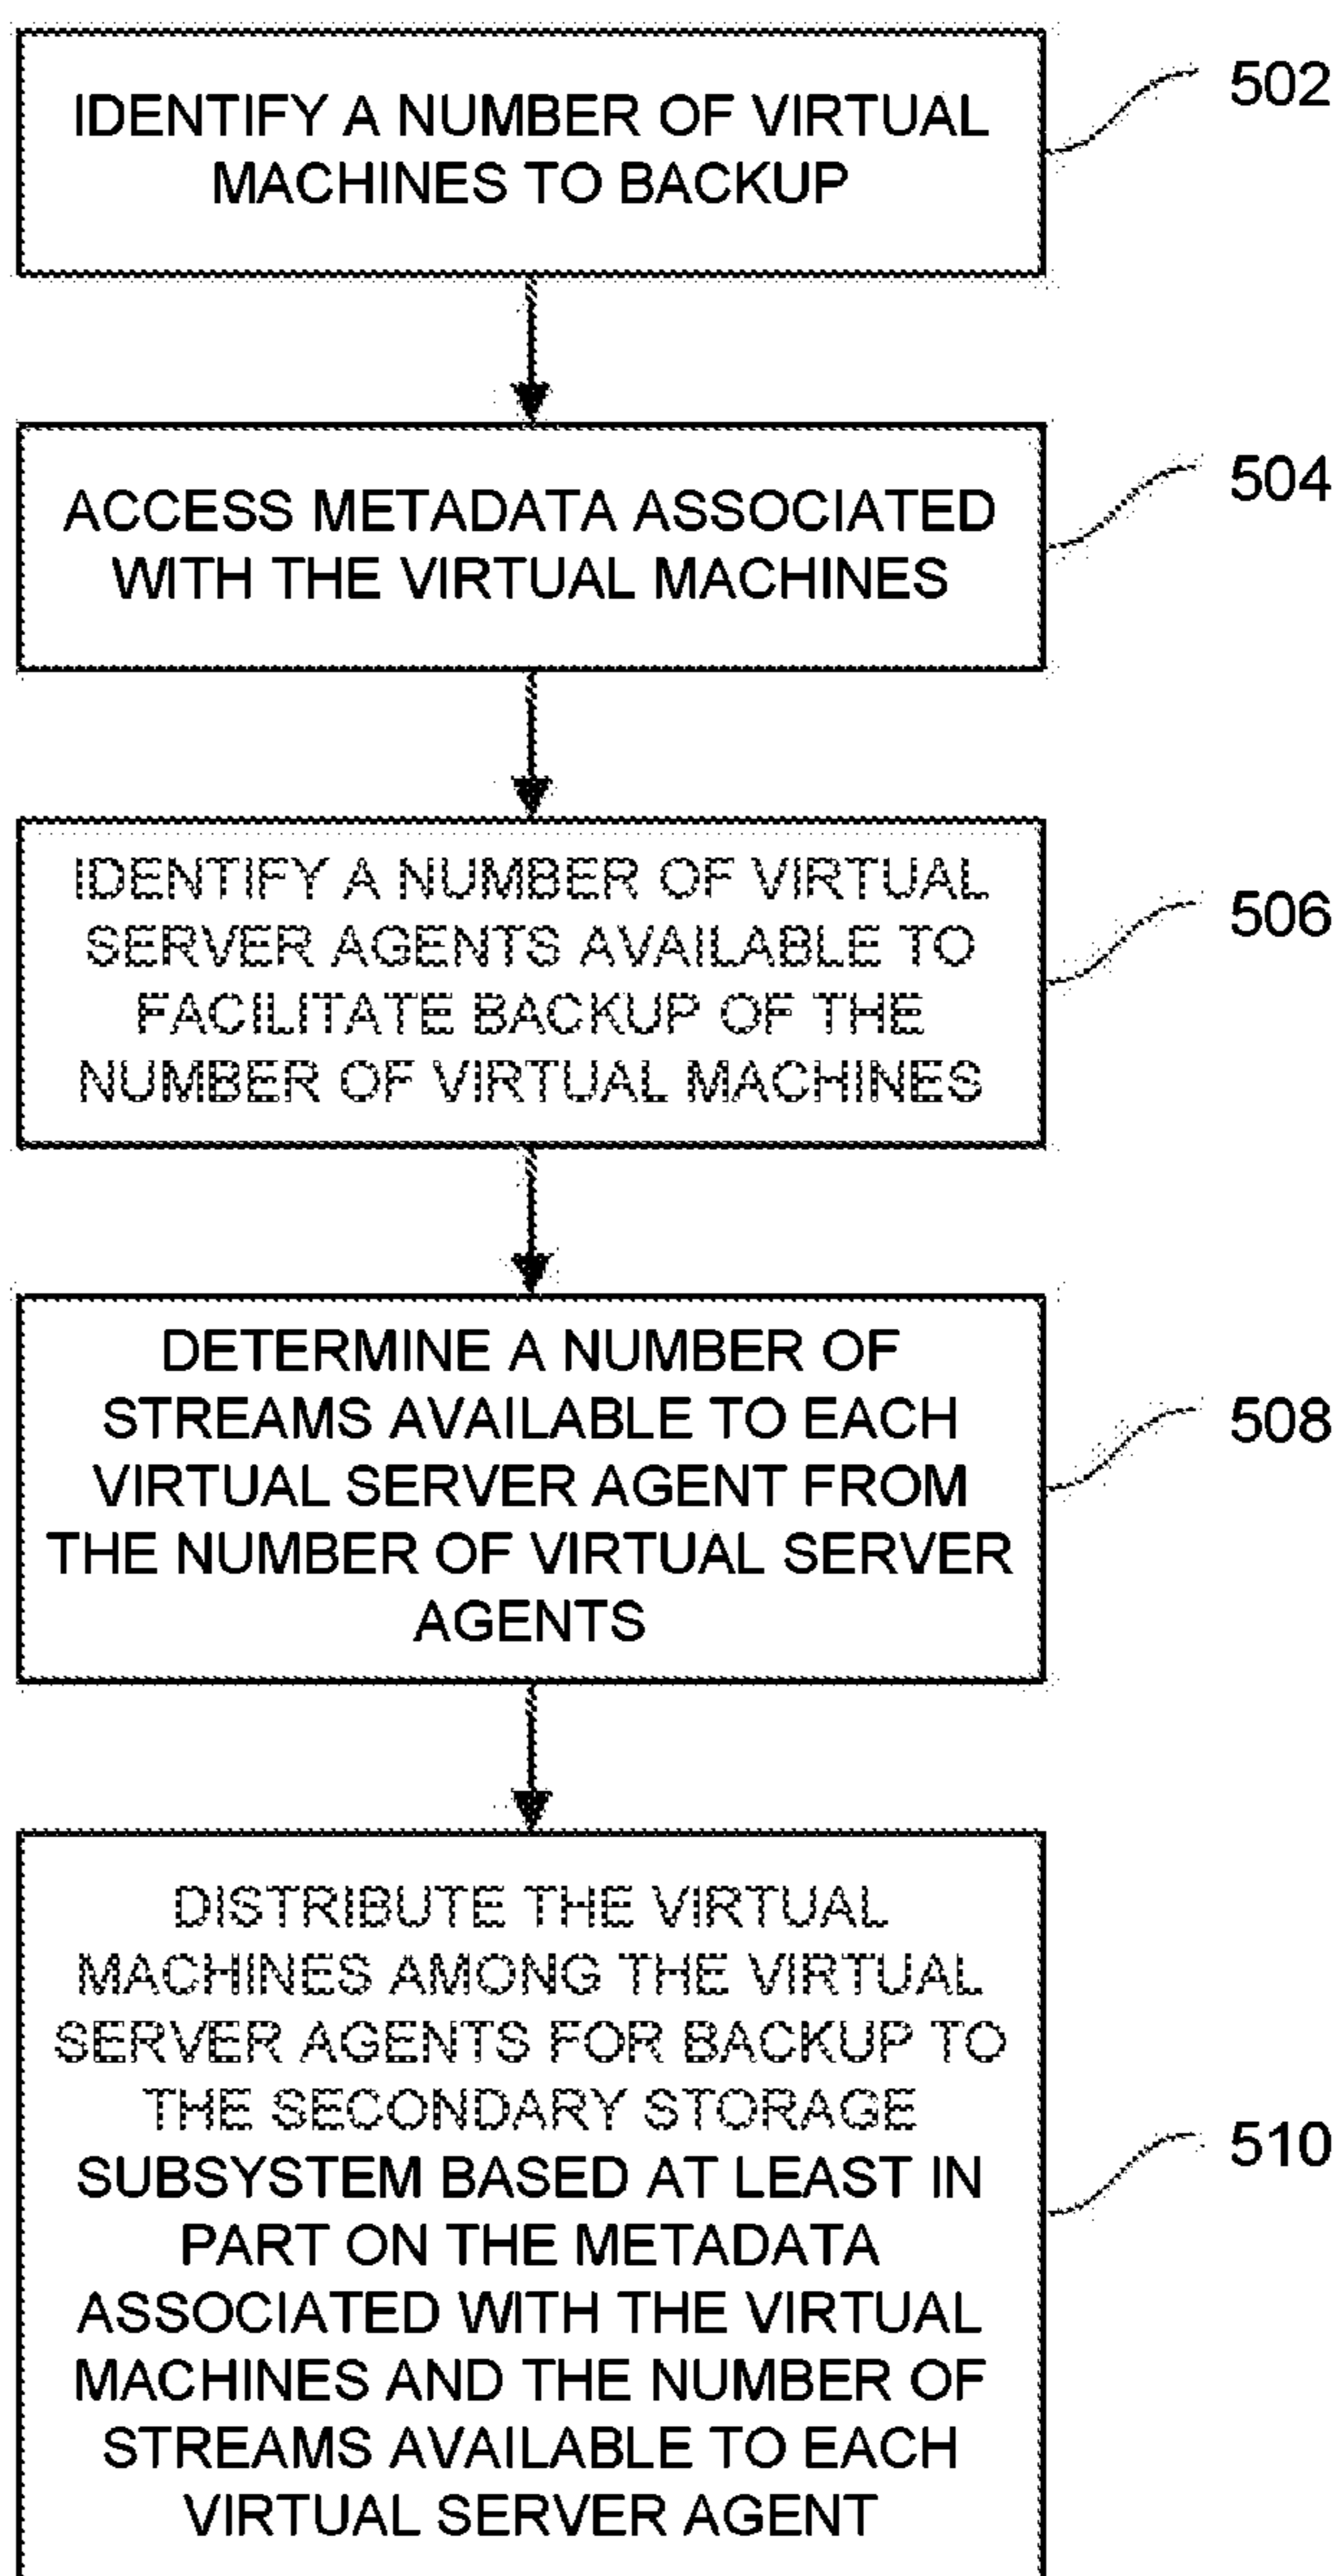 IDENTIFY A NUMBER OF VIRTUAL
MACHINES TO BACKUP
502
ACCESS METADATA ASSOCIATED
WITH THE VIRTUAL MACHINES
504
IDENTIFY A NUMBER OF VIRTUAL
SERVER AGENTS AVAILABLE TO
FACILITATE BACKUP OF THE
NUMBER OF VIRTUAL MACHINES
506
DETERMINE A NUMBER OF
STREAMS AVAILABLE TO EACH
VIRTUAL SERVER AGENT FROM
THE NUMBER OF VIRTUAL SERVER
AGENTS
508
DISTRIBUTE THE VIRTUAL
MACHINES AMONG THE VIRTUAL
SERVER AGENTS FOR BACKUP TO
THE SECONDARY STORAGE
SUBSYSTEM BASED AT LEAST IN
PART ON THE METADATA
ASSOCIATED WITH THE VIRTUAL
MACHINES AND THE NUMBER OF
STREAMS AVAILABLE TO EACH
VIRTUAL SERVER AGENT
510